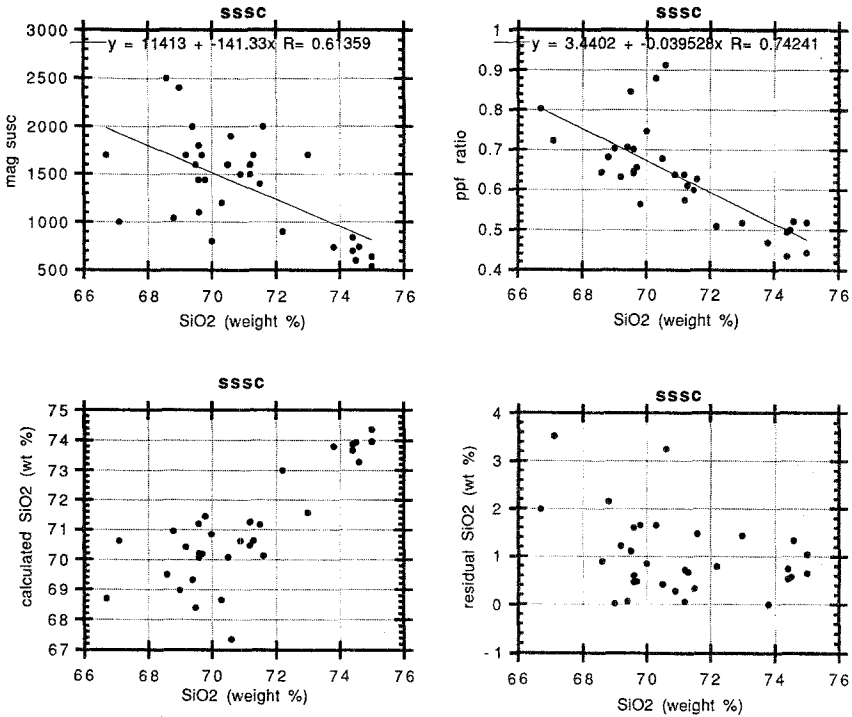 sssc
y = 11413 + -141.33x R= 0.61359
3000
2500
2000
1500
1000
500
mag susc
66 68 70 72 74 76
SiO2 (weight %)
sssc
y = 3.4402 + -0.039528x R= 0.74241
1
0.9
0.8
0.7
0.6
0.5
0.4
ppf ratio
66 68 70 72 74 76
SiO2 (weight %)
sssc
75
74
73
72
71
70
69
68
67
calculated SiO2 (wt %)
66 68 70 72 74 76
SiO2 (weight %)
sssc
4
3
2
1
0
-1
residual SiO2 (wt %)
66 68 70 72 74 76
SiO2 (weight %)